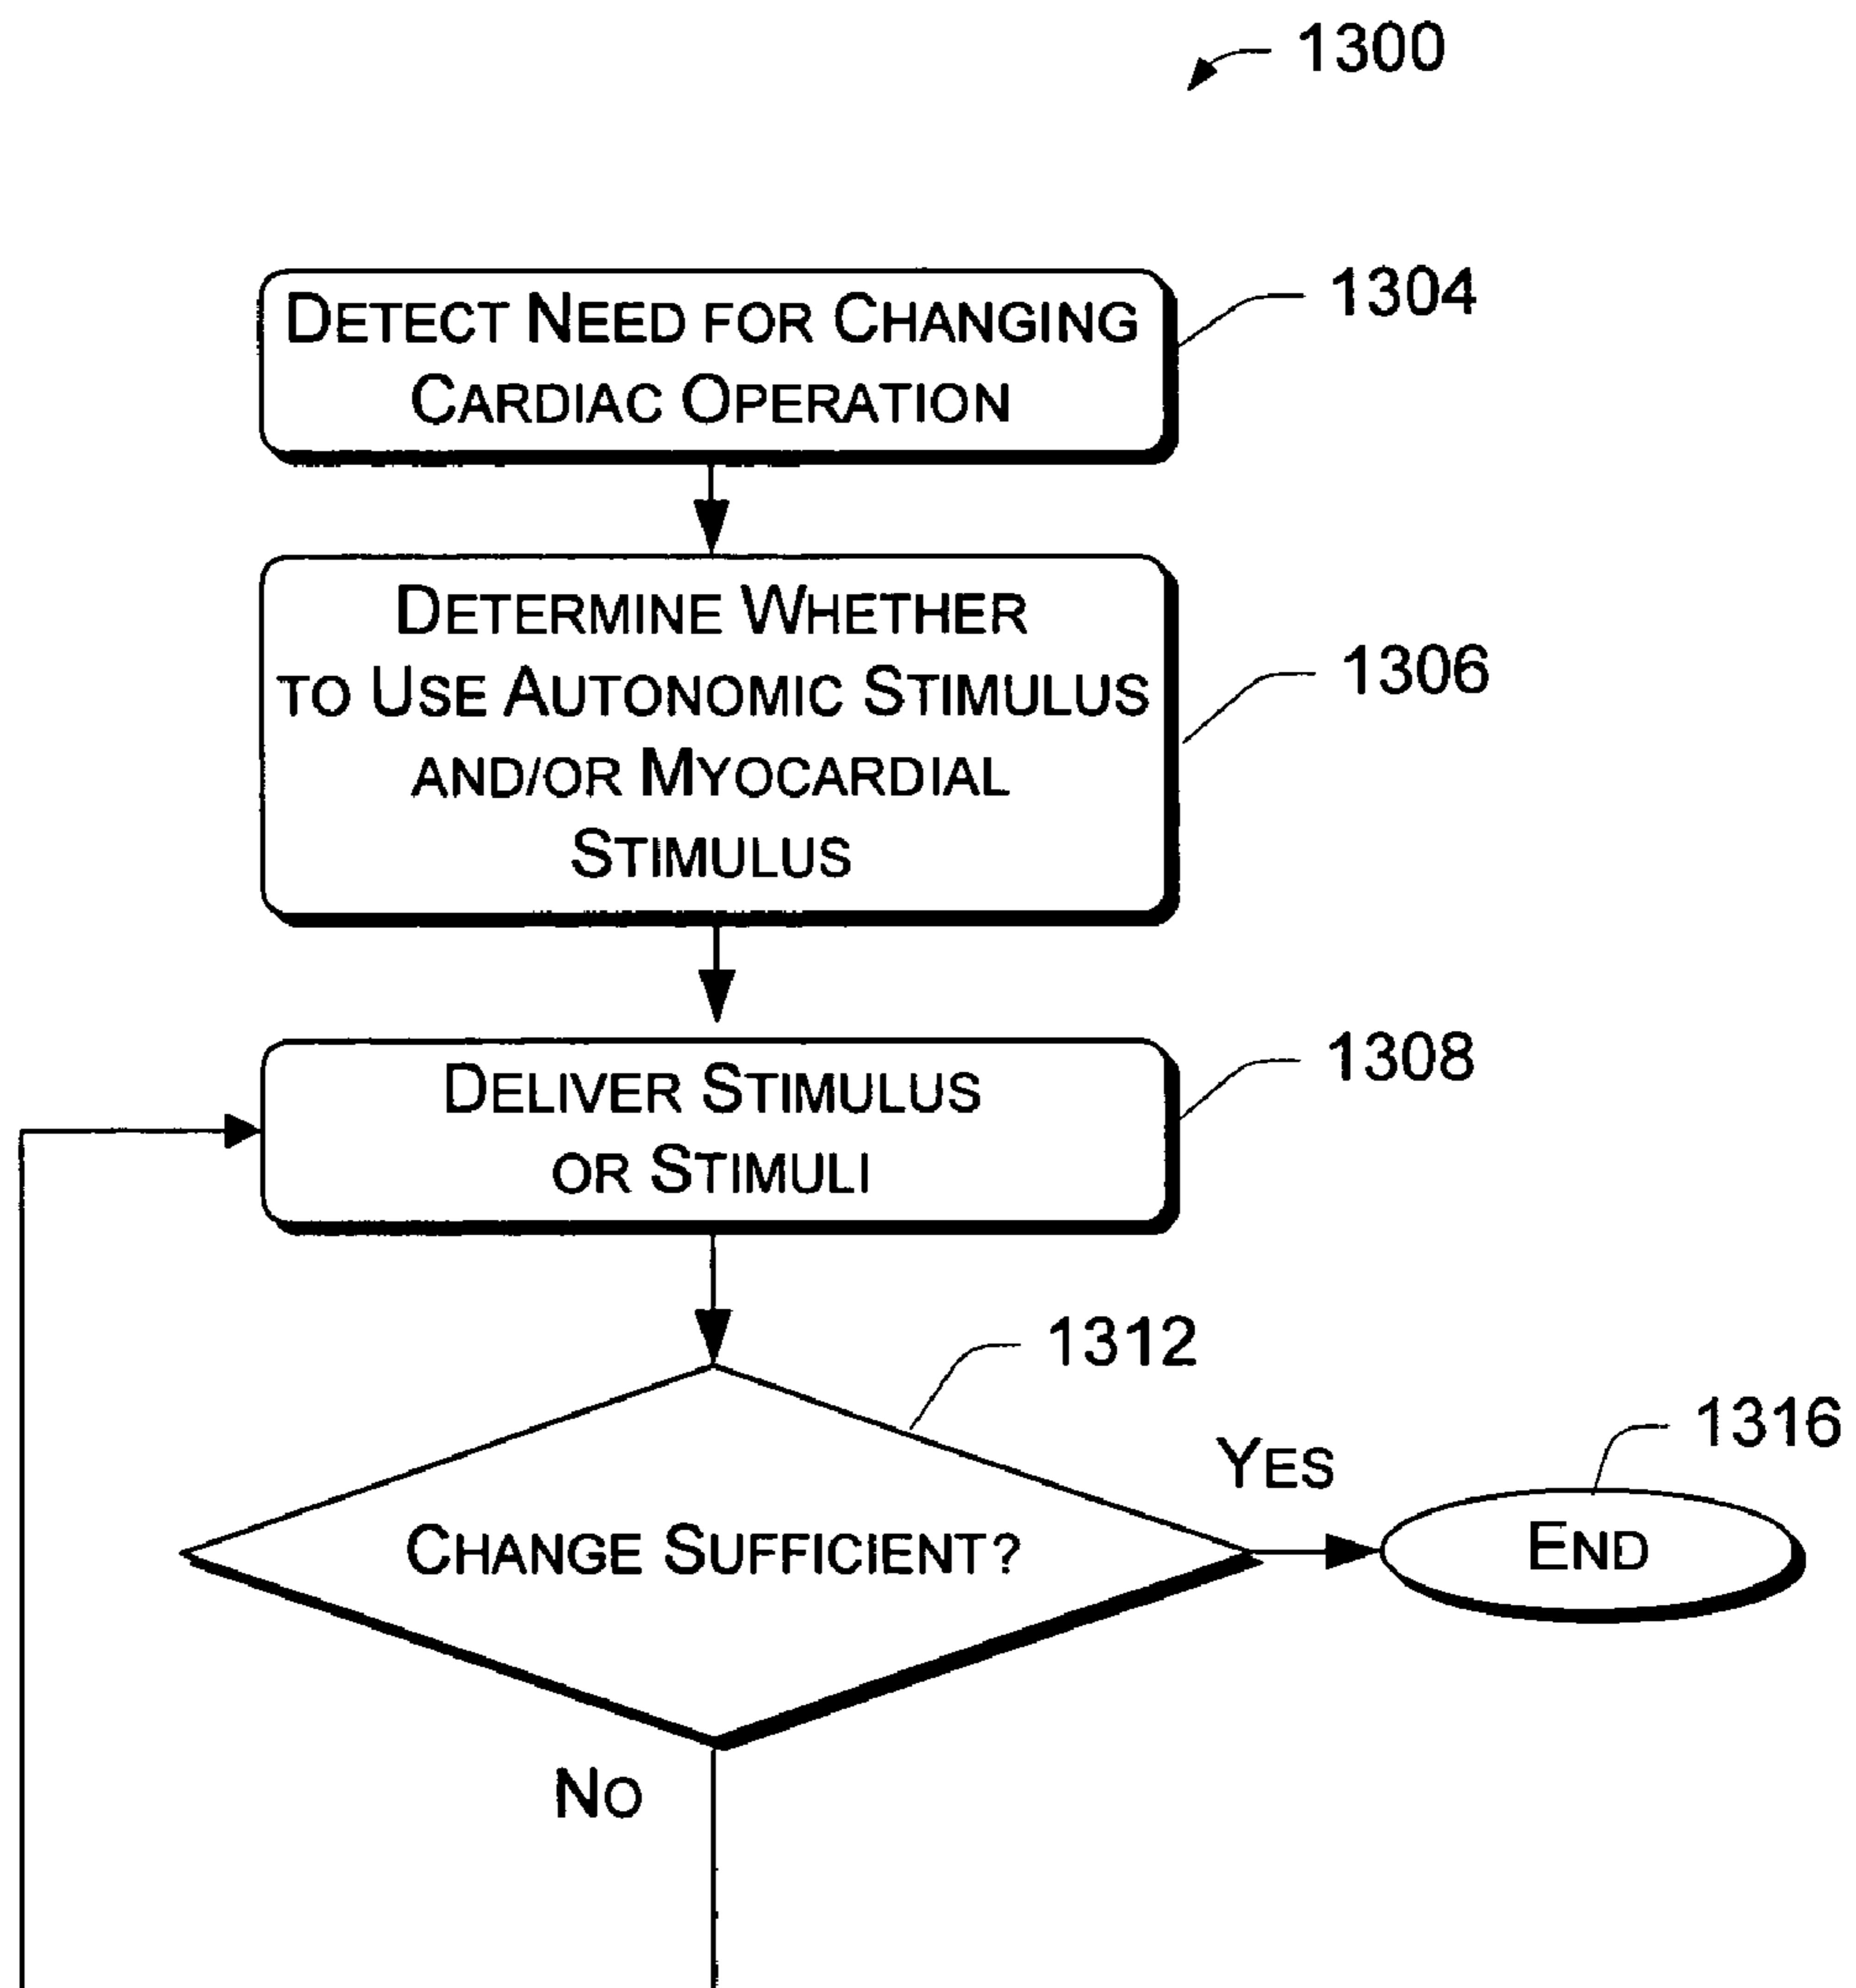 1300
DETECT NEED FOR CHANGING
CARDIAC OPERATION
1304
DETERMINE WHETHER
TO USE AUTONOMIC STIMULUS
AND/OR MYOCARDIAL
STIMULUS
1306
DELIVER STIMULUS
OR STIMULI
1308
1312
CHANGE SUFFICIENT?
YES
1316
END
NO